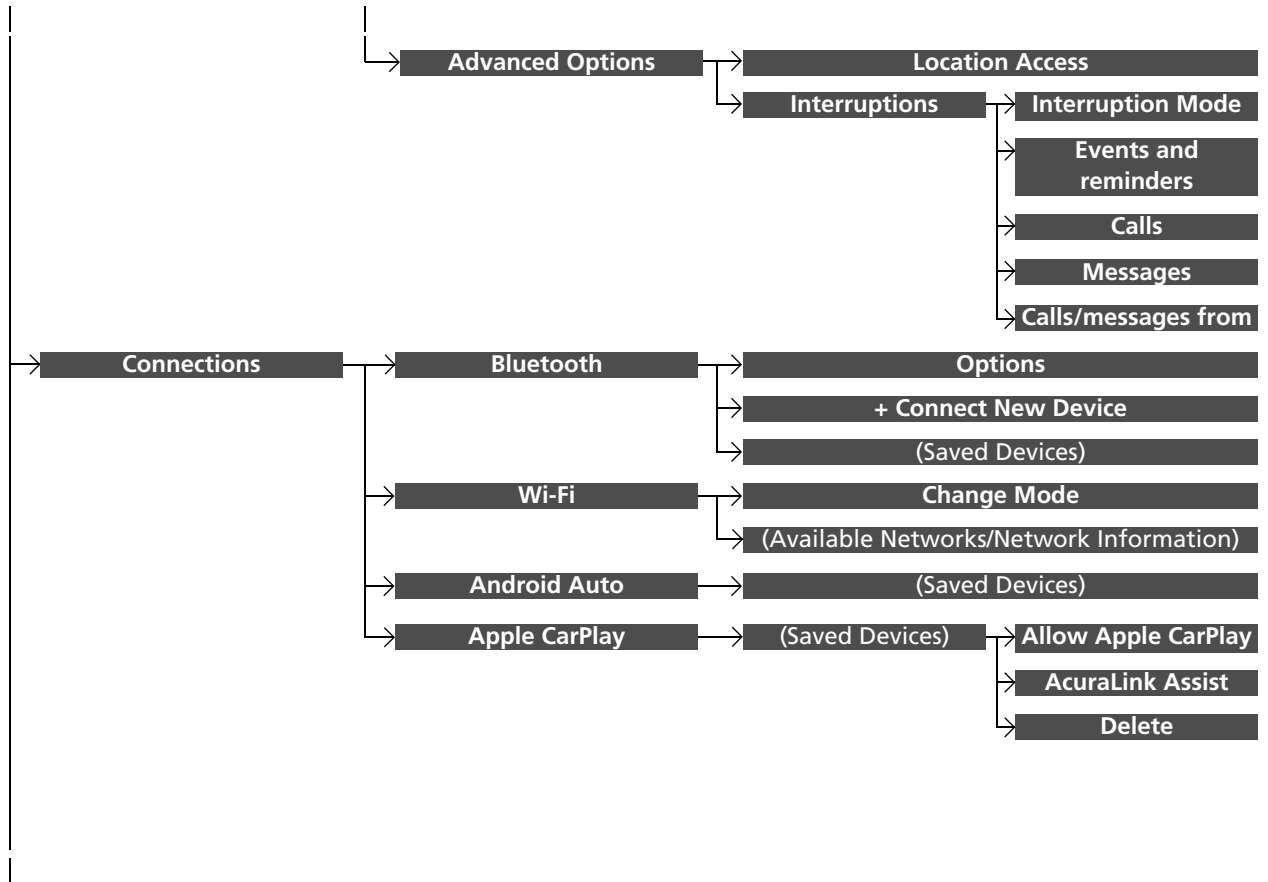 Advanced Options
Location Access
Interruptions
Interruption Mode
Events and
reminders
Calls
Messages
Calls/messages from
Connections
Bluetooth
Options
+ Connect New Device
(Saved Devices)
Wi-Fi
Change Mode
(Available Networks/Network Information)
Android Auto
(Saved Devices)
Apple CarPlay
(Saved Devices)
Allow Apple CarPlay
AcuraLink Assist
Delete